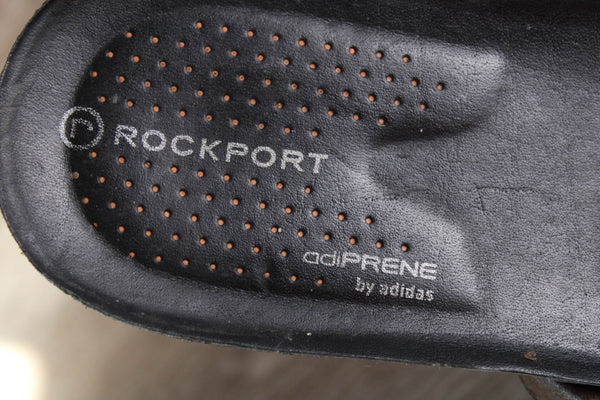 r ROCKPORT
adiPRENE
by adidas